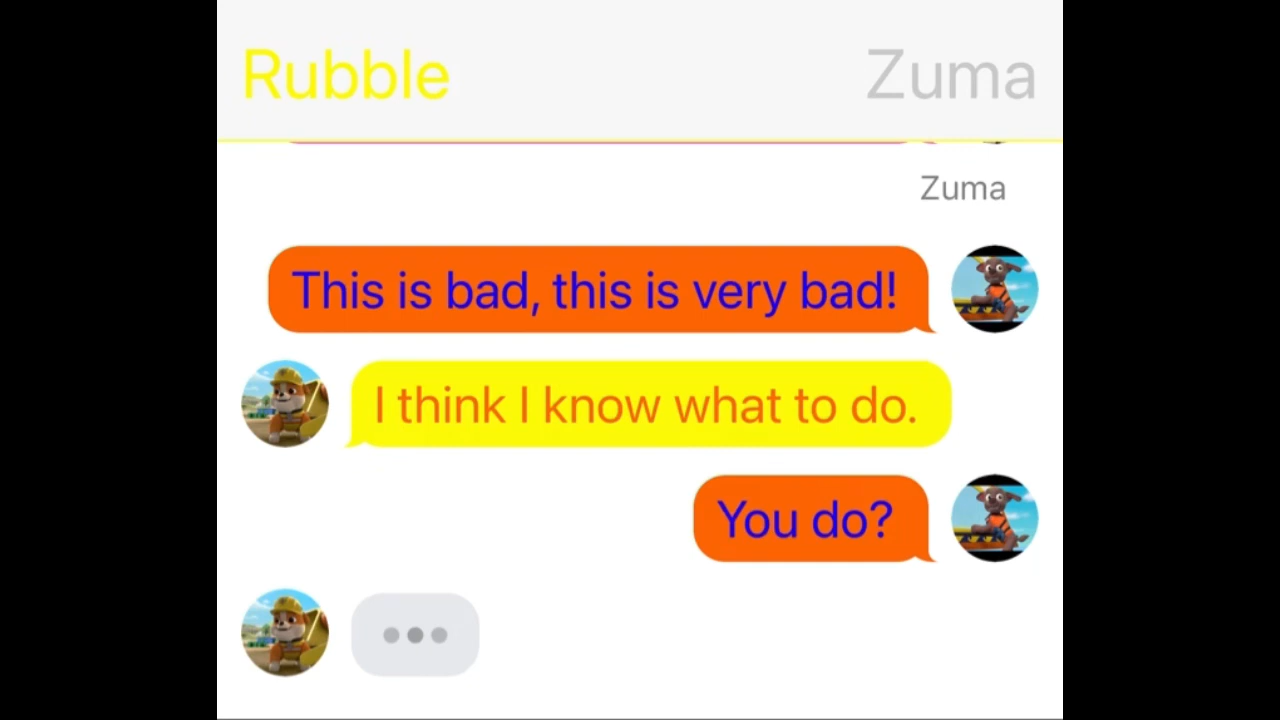 Rubble Zuma
Zuma
This is bad, this is very bad!
I think I know what to do.
You do?